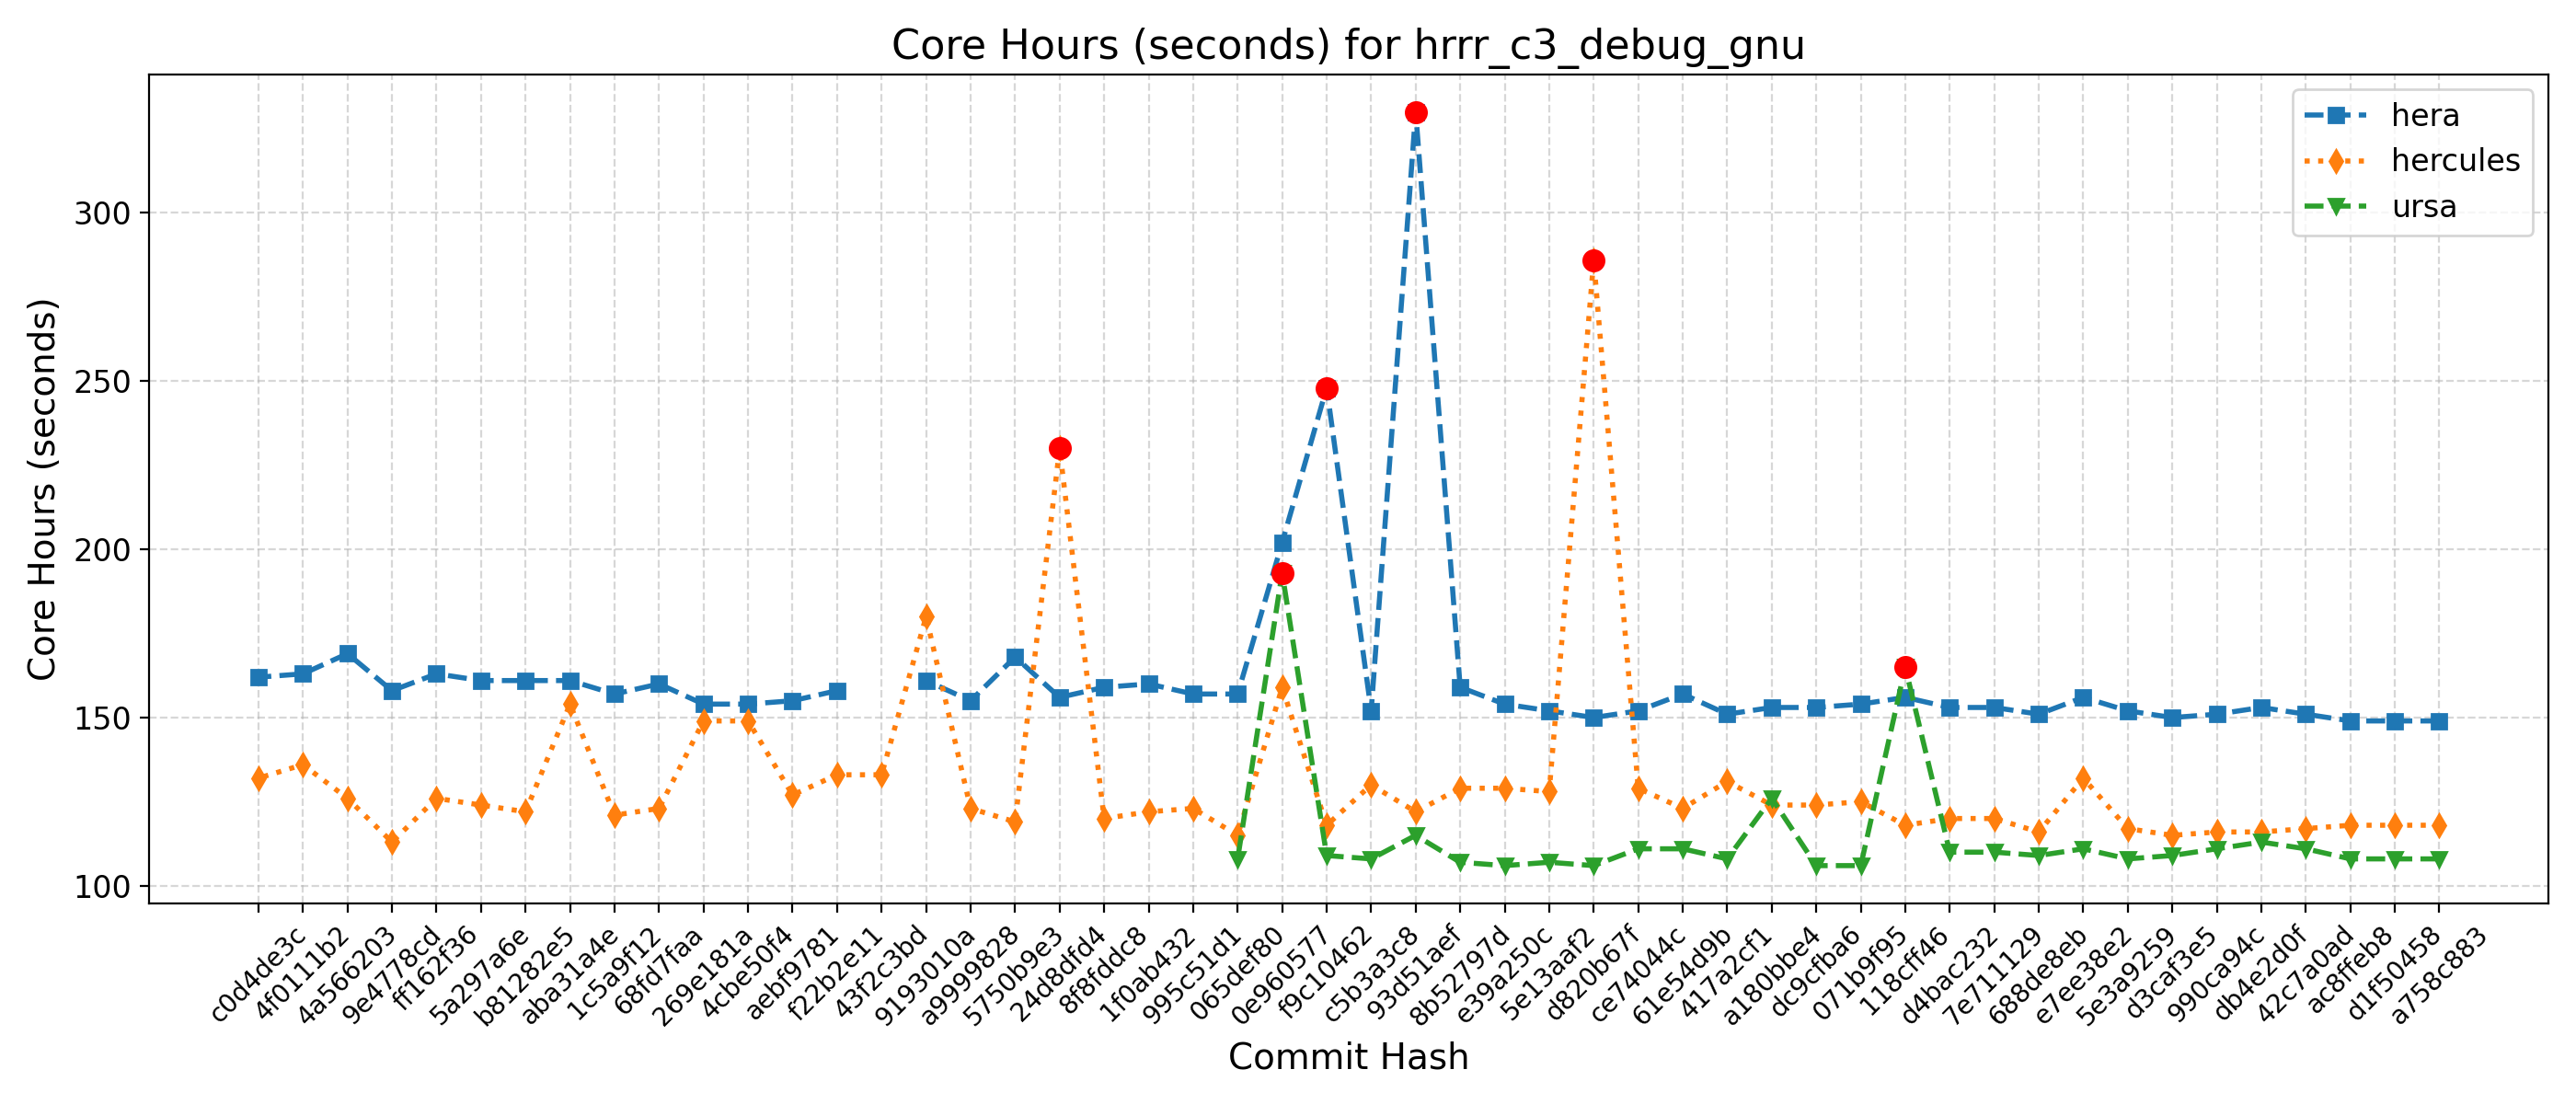 Core Hours (seconds) for hrrr_c3_debug_gnu
hera
hercules
ursa
Core Hours (seconds)
300
250
200
150
100
c0d4de3c
4f0111b2
4a566203
9e4778cd
ff162f36
5a297a6e
b81282e5
aba31a4e
1c5a9f12
68fd7faa
269e181a
4cbe50f4
aebf9781
f22b2e11
43f2c3bd
9193010a
a9999828
5750b9e3
24d8dfd4
8f8fddc8
1f0ab432
995c51d1
065def80
0e960577
f9c10462
c5b3a3c8
93d51aef
8b52797d
e39a250c
5e13aaf2
d820b67f
ce74044c
61e54d9b
417a2cf1
a180bbe4
dc9cfba6
071b9f95
118cff46
d4bac232
7e711129
688de8eb
e7ee38e2
5e3a9259
d3caf3e5
990ca94c
db4e2d0f
42c7a0ad
ac8ffeb8
d1f50458
a758c883
Commit Hash